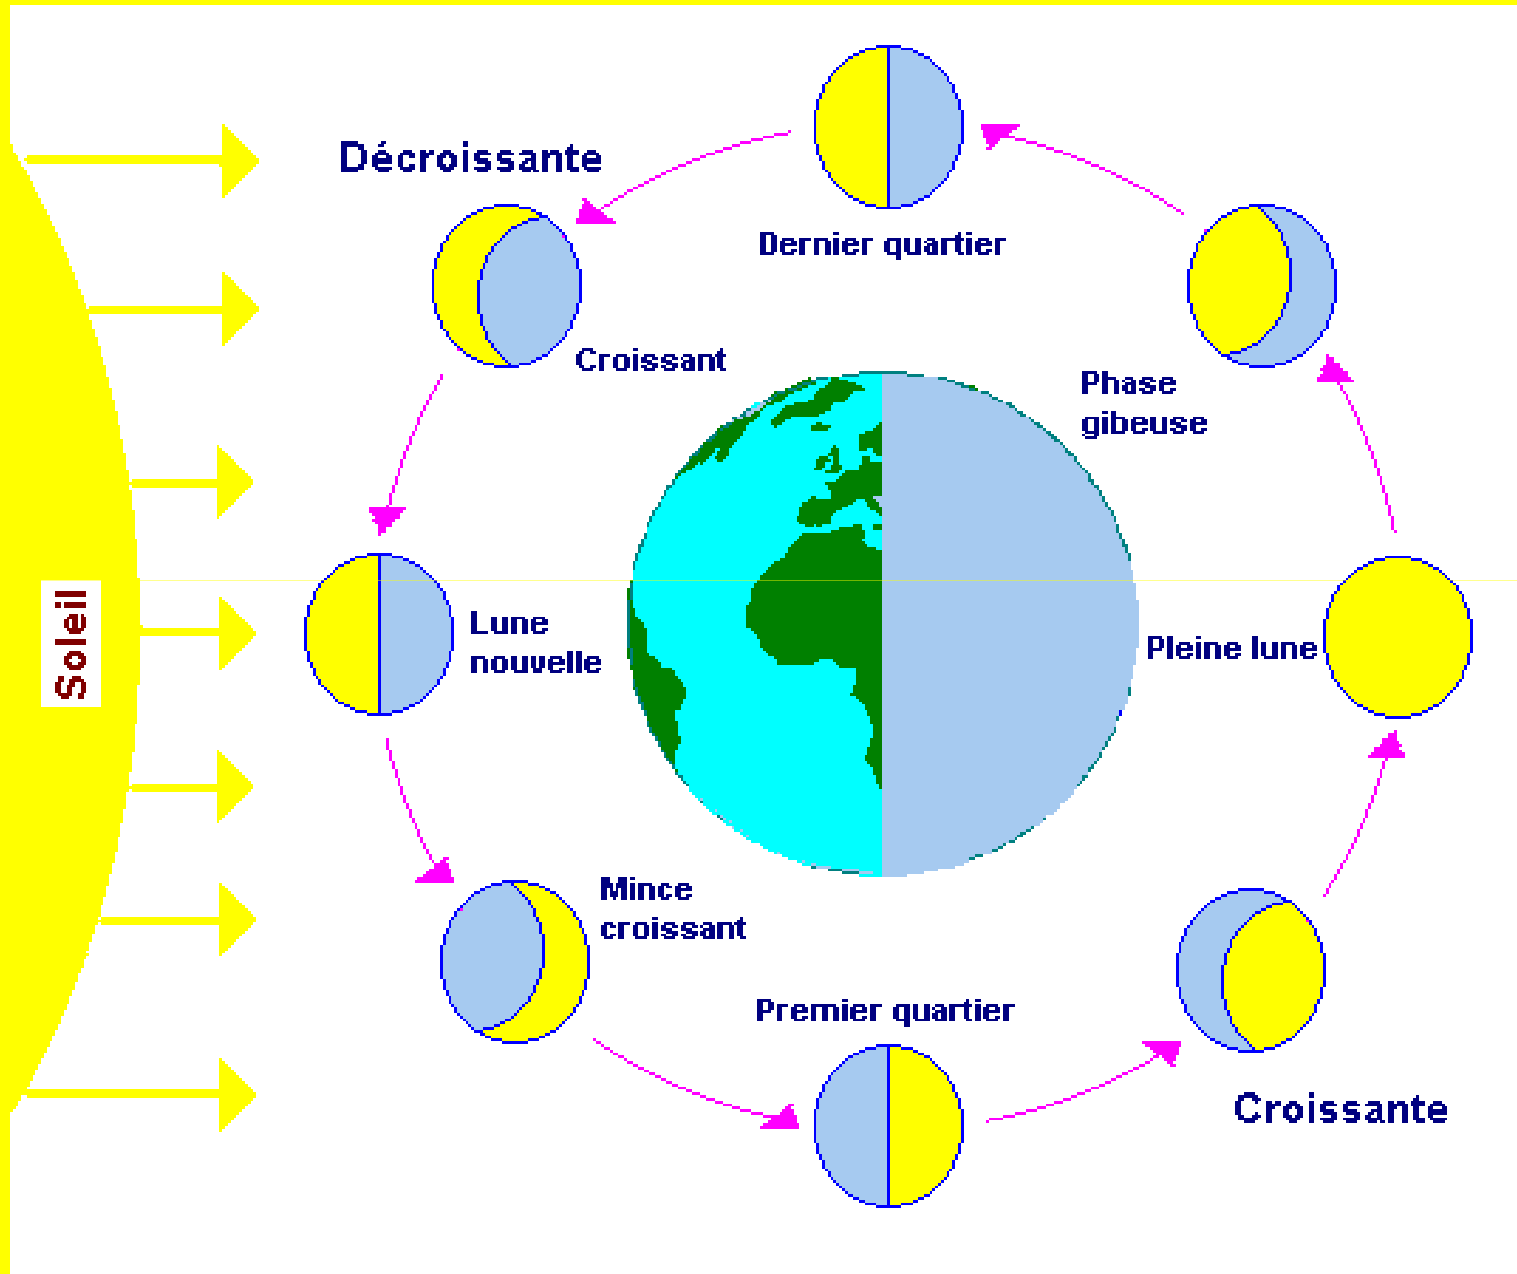 Décroissante
Dernier quartier
Croissant
Phase
gibeuse
Soleil
Lune
nouvelle
Pleine lune
Mince
croissant
Premier quartier
Croissante